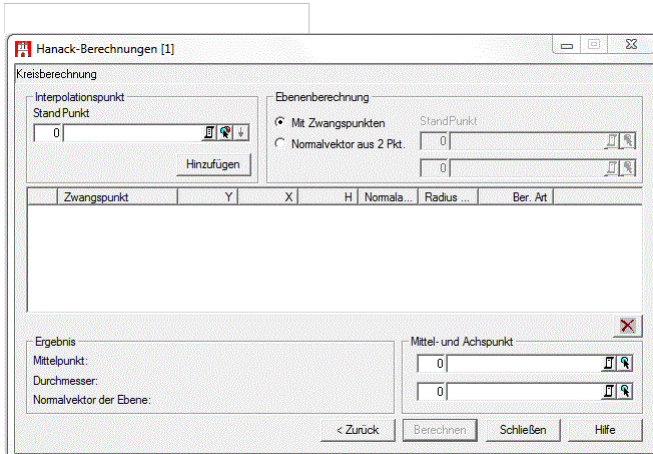 Hanack-Berechnungen [1]
Kreisberechnung
Interpolationspunkt
Stand Punkt
0
Hinzufügen
Ebenenberechnung
Mit Zwangspunkten
Normalvektor aus 2 Pkt.
StandPunkt
0
0
Zwangspunkt Y X H Normala... Radius ... Ber. Art
Ergebnis
Mittelpunkt:
Durchmesser:
Normalvektor der Ebene:
Mittel- und Achspunkt
0
0
< Zurück Berechnen Schließen Hilfe